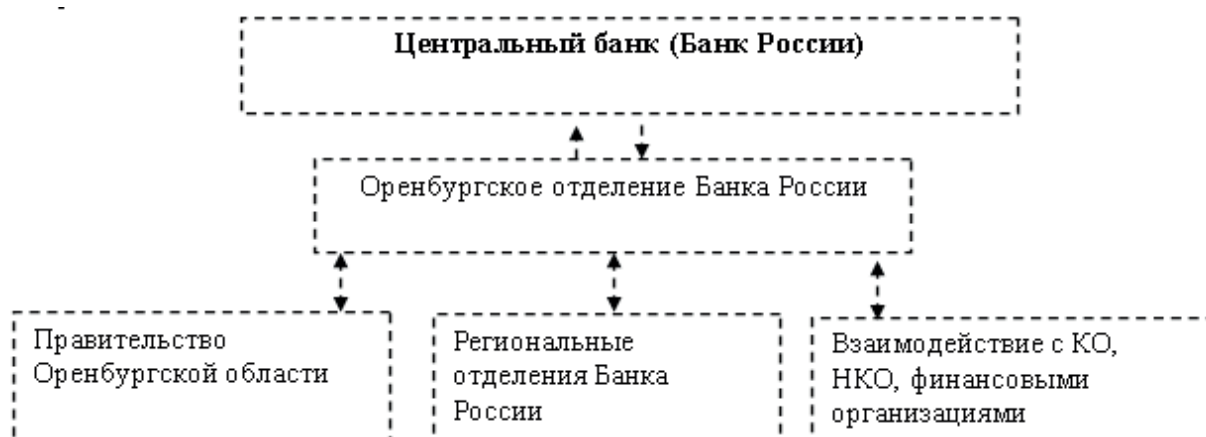 Центральный банк (Банк России)
Оренбургское отделение Банка России
Правительство
Оренбургской области
Региональные
отделения Банка
России
Взаимодействие с КО,
НКО, финансовыми
организациями